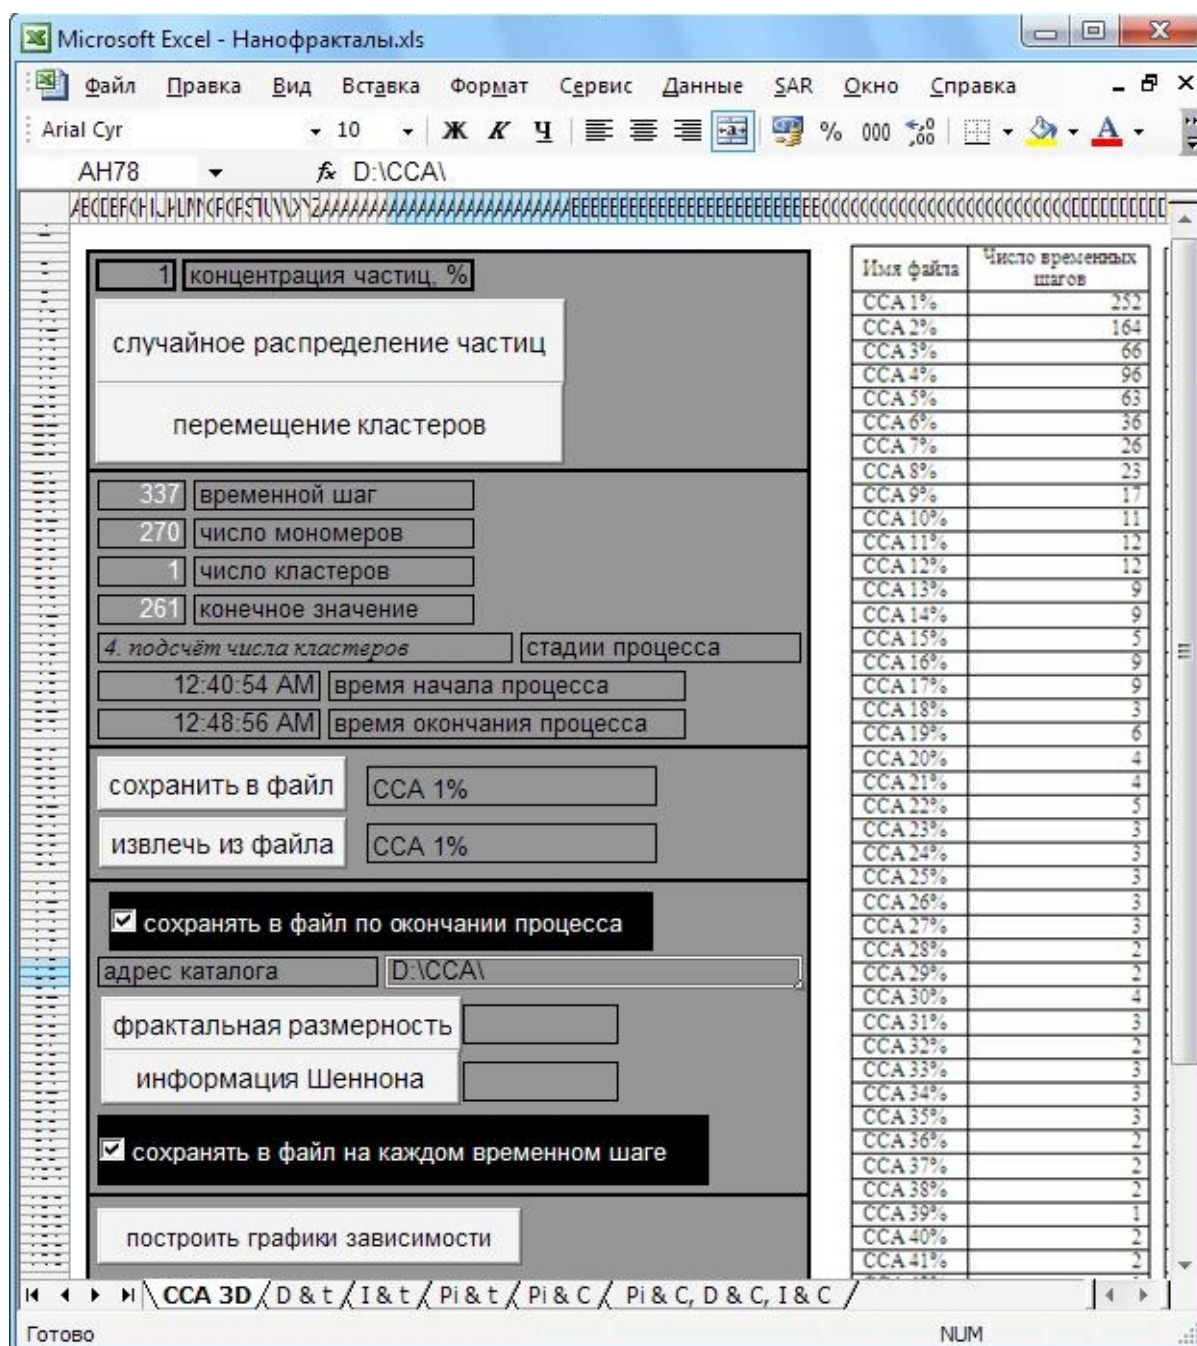 Microsoft Excel - Нанофракталы.xls
Файл Правка Вид Вставка Формат Сервис Данные SAR Окно Справка
Arial Cyr 10 Ж К Ч % 000
AH78 fx D:\CCA\
1 концентрация частиц, %
случайное распределение частиц
перемещение кластеров
337 временной шаг
270 число мономеров
1 число кластеров
261 конечное значение
4. подсчёт числа кластеров стадии процесса
12:40:54 AM время начала процесса
12:48:56 AM время окончания процесса
сохранить в файл CCA 1%
извлечь из файла CCA 1%
сохранять в файл по окончании процесса
адрес каталога D:\CCA\
фрактальная размерность
информация Шеннона
сохранять в файл на каждом временном шаге
построить графики зависимости
Имя файла Число временных
шагов
CCA 1% 252
CCA 2% 164
CCA 3% 66
CCA 4% 96
CCA 5% 63
CCA 6% 36
CCA 7% 26
CCA 8% 23
CCA 9% 17
CCA 10% 11
CCA 11% 12
CCA 12% 12
CCA 13% 9
CCA 14% 9
CCA 15% 5
CCA 16% 9
CCA 17% 9
CCA 18% 3
CCA 19% 6
CCA 20% 4
CCA 21% 4
CCA 22% 5
CCA 23% 3
CCA 24% 3
CCA 25% 3
CCA 26% 3
CCA 27% 3
CCA 28% 2
CCA 29% 2
CCA 30% 4
CCA 31% 3
CCA 32% 2
CCA 33% 3
CCA 34% 3
CCA 35% 3
CCA 36% 2
CCA 37% 2
CCA 38% 2
CCA 39% 1
CCA 40% 2
CCA 41% 2
CCA 3D D & t I & t Pi & t Pi & C Pi & C, D & C, I & C
Готово NUM